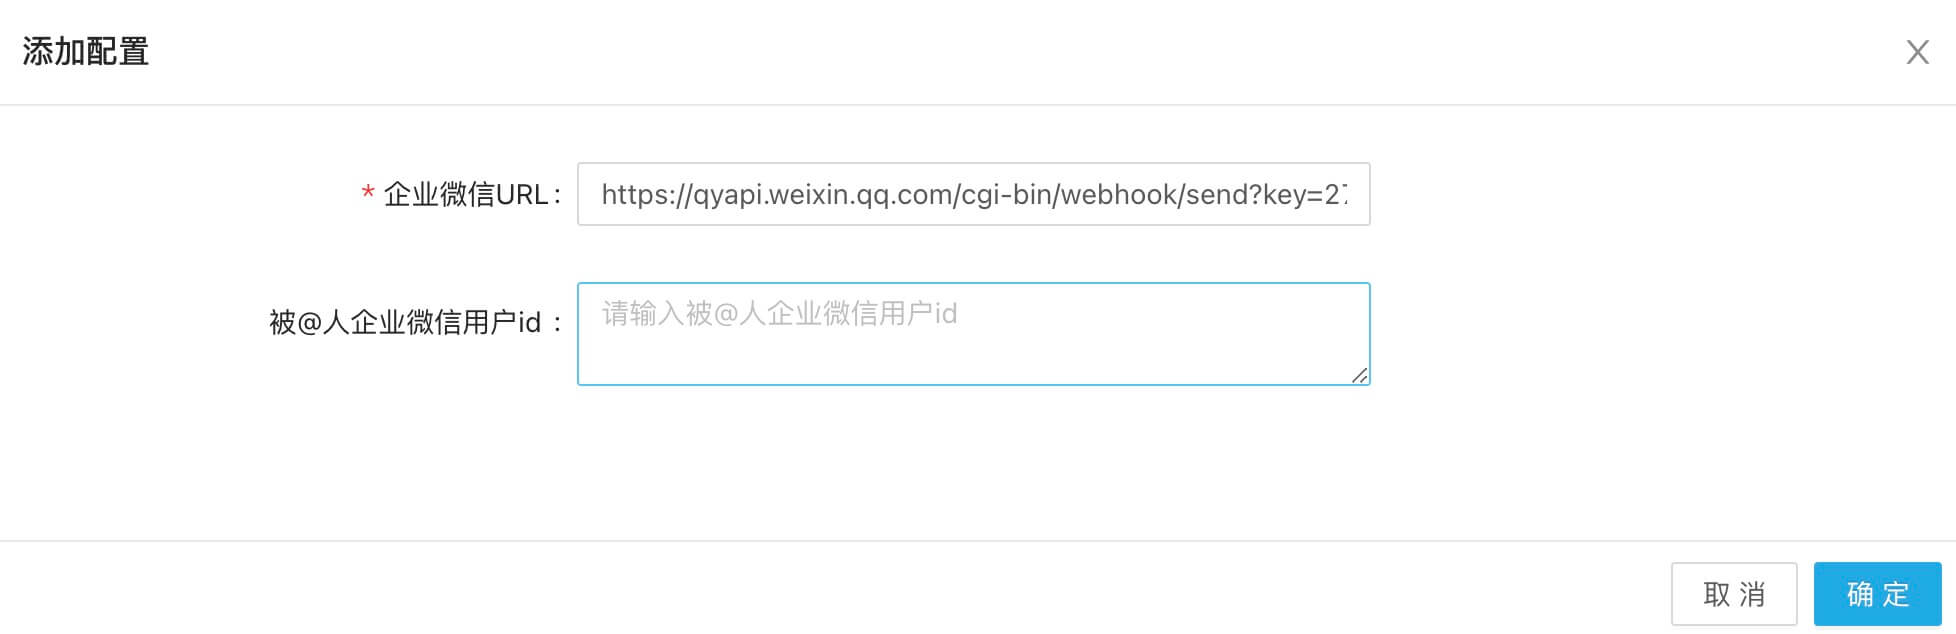 添加配置
* 企业微信URL: https://qyapi.weixin.qq.com/cgi-bin/webhook/send?key=2
被@人企业微信用户id : 请输入被@人企业微信用户id
取 消 确 定